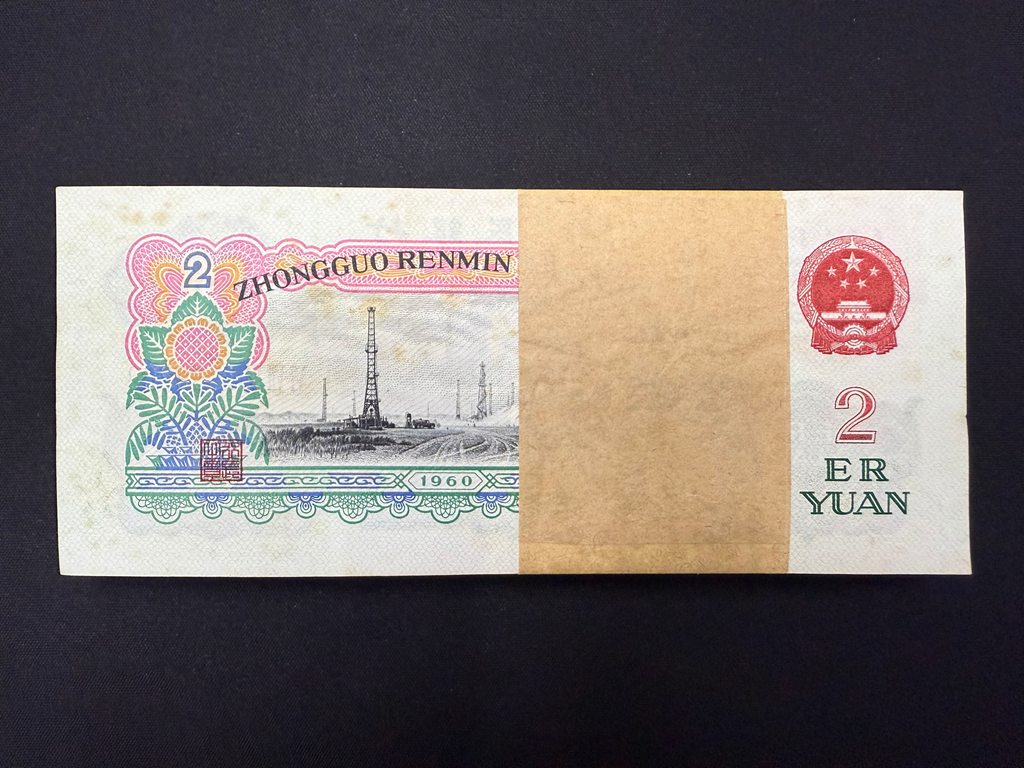 2
ZHONGGUO RENMIN
1960
2
ER
YUAN